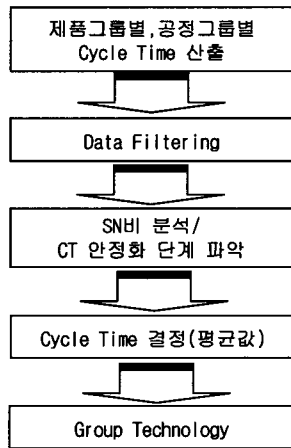 제품그룹별,공정그룹별
Cycle Time 산출
Data Filtering
SN비 분석/
CT 안정화 단계 파악
Cycle Time 결정(평균값)
Group Technology